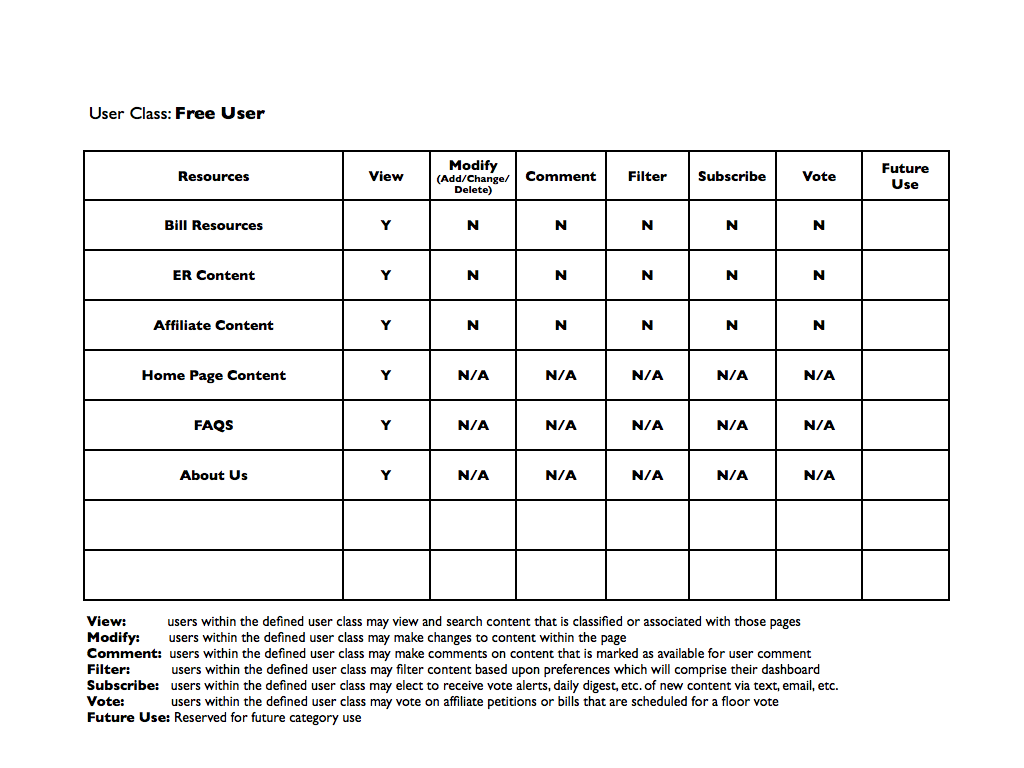 User Class: Free User
Resources View Modify (Add/Change/Delete) Comment Filter Subscribe Vote Future Use
Bill Resources Y N N N N N
ER Content Y N N N N N
Affiliate Content Y N N N N N
Home Page Content Y N/A N/A N/A N/A N/A
FAQS Y N/A N/A N/A N/A N/A
About Us Y N/A N/A N/A N/A N/A
View: users within the defined user class may view and search content that is classified or associated with those pages
Modify: users within the defined user class may make changes to content within the page
Comment: users within the defined user class may make comments on content that is marked as available for user comment
Filter: users within the defined user class may filter content based upon preferences which will comprise their dashboard
Subscribe: users within the defined user class may elect to receive vote alerts, daily digest, etc. of new content via text, email, etc.
Vote: users within the defined user class may vote on affiliate petitions or bills that are scheduled for a floor vote
Future Use: Reserved for future category use